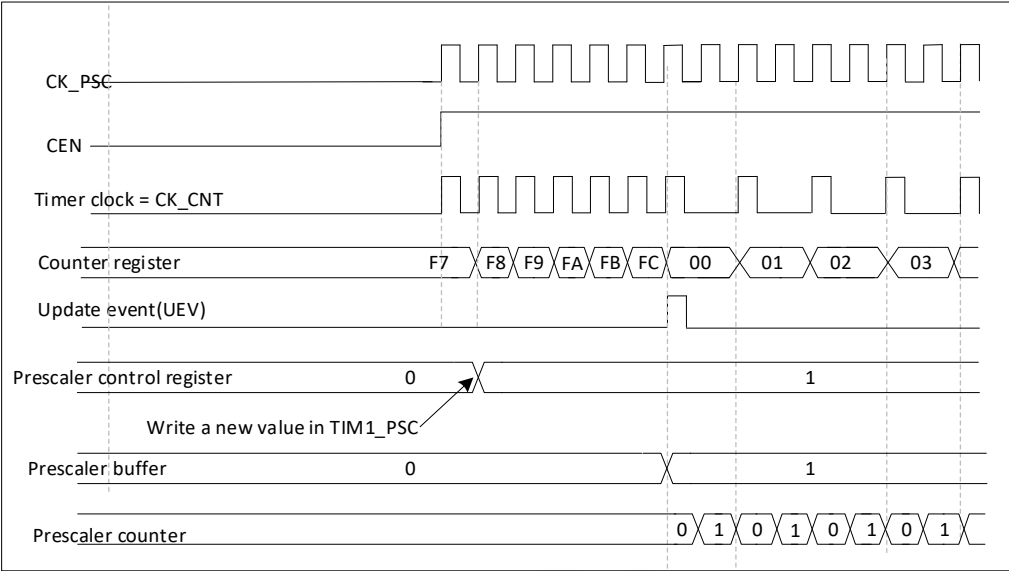 CK_PSC
CEN
Timer clock = CK_CNT
Counter register F7 F8 F9 FA FB FC 00 01 02 03
Update event(UEV)
Prescaler control register 0 1
Write a new value in TIM1_PSC
Prescaler buffer 0 1
Prescaler counter 0 1 0 1 0 1 0 1